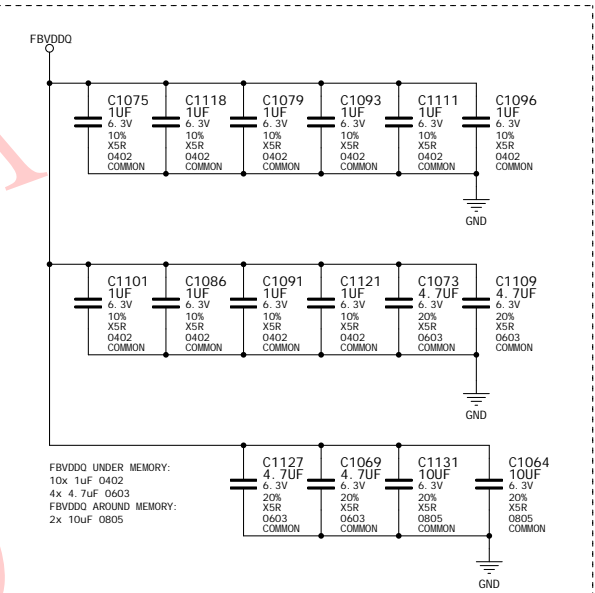 FBVDDQ
C1075
1UF
6.3V
10%
X5R
0402
COMMON
C1118
1UF
6.3V
10%
X5R
0402
COMMON
C1079
1UF
6.3V
10%
X5R
0402
COMMON
C1093
1UF
6.3V
10%
X5R
0402
COMMON
C1111
1UF
6.3V
10%
X5R
0402
COMMON
C1096
1UF
6.3V
10%
X5R
0402
COMMON
GND
C1101
1UF
6.3V
10%
X5R
0402
COMMON
C1086
1UF
6.3V
10%
X5R
0402
COMMON
C1091
1UF
6.3V
10%
X5R
0402
COMMON
C1121
1UF
6.3V
10%
X5R
0402
COMMON
C1073
4.7UF
6.3V
20%
X5R
0603
COMMON
C1109
4.7UF
6.3V
20%
X5R
0603
COMMON
GND
FBVDDQ UNDER MEMORY:
10x 1uF 0402
4x 4.7uF 0603
FBVDDQ AROUND MEMORY:
2x 10uF 0805
C1127
4.7UF
6.3V
20%
X5R
0603
COMMON
C1069
4.7UF
6.3V
20%
X5R
0603
COMMON
C1131
10UF
6.3V
20%
X5R
0805
COMMON
C1064
10UF
6.3V
20%
X5R
0805
COMMON
GND